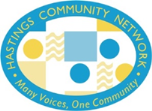 HASTINGS COMMUNITY NETWORK
• Many Voices, One Community •